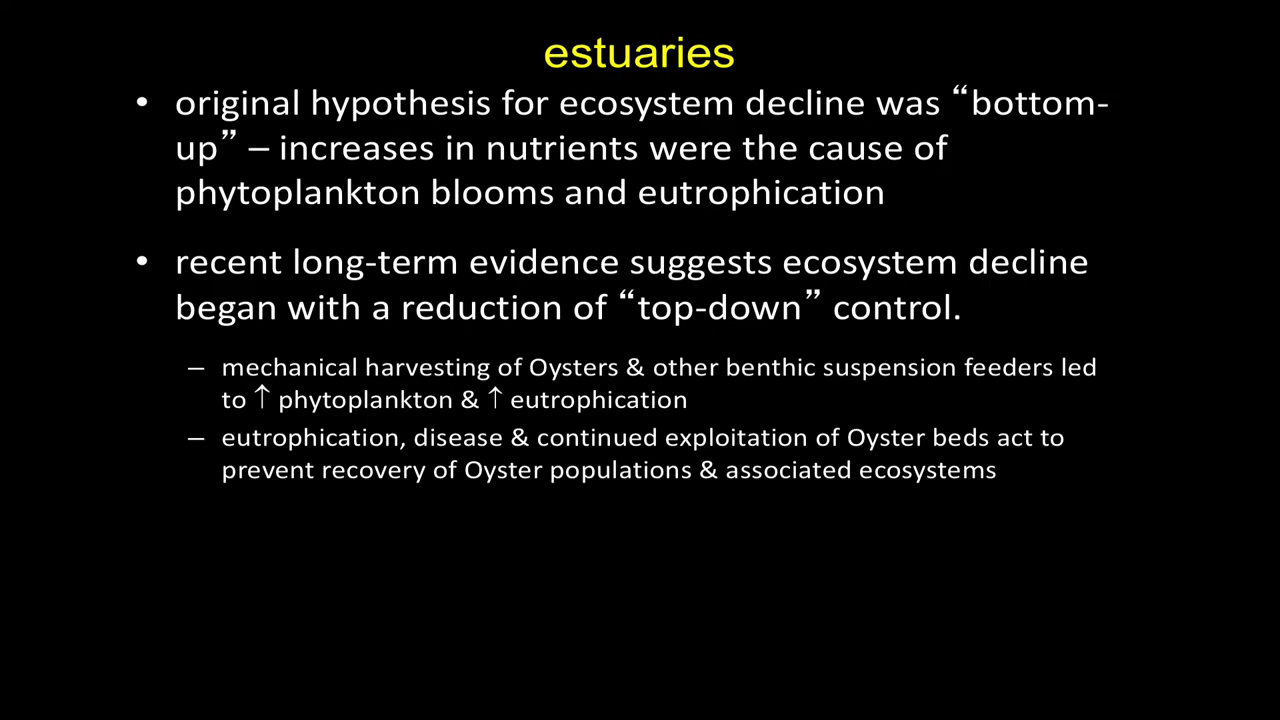 estuaries
• original hypothesis for ecosystem decline was “bottom-
up” – increases in nutrients were the cause of
phytoplankton blooms and eutrophication
• recent long-term evidence suggests ecosystem decline
began with a reduction of “top-down” control.
– mechanical harvesting of Oysters & other benthic suspension feeders led
to ↑ phytoplankton & ↑ eutrophication
– eutrophication, disease & continued exploitation of Oyster beds act to
prevent recovery of Oyster populations & associated ecosystems